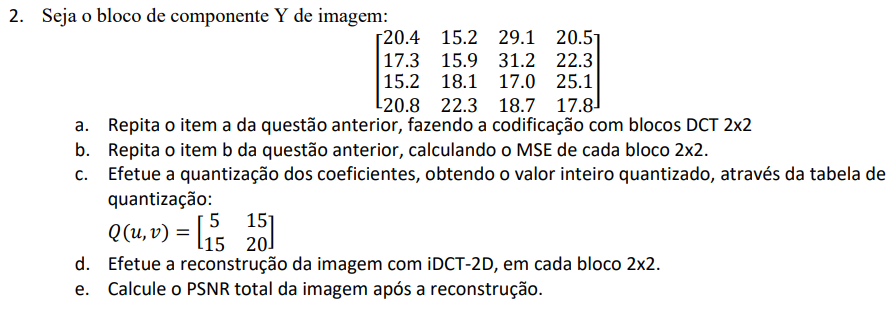 2. Seja o bloco de componente Y de imagem:
[20.4 15.2 29.1 20.5]
[17.3 15.9 31.2 22.3]
[15.2 18.1 17.0 25.1]
[20.8 22.3 18.7 17.8]
a. Repita o item a da questão anterior, fazendo a codificação com blocos DCT 2x2
b. Repita o item b da questão anterior, calculando o MSE de cada bloco 2x2.
c. Efetue a quantização dos coeficientes, obtendo o valor inteiro quantizado, através da tabela de
quantização:
Q(u, v) = [5 15
15 20]
d. Efetue a reconstrução da imagem com iDCT-2D, em cada bloco 2x2.
e. Calcule o PSNR total da imagem após a reconstrução.